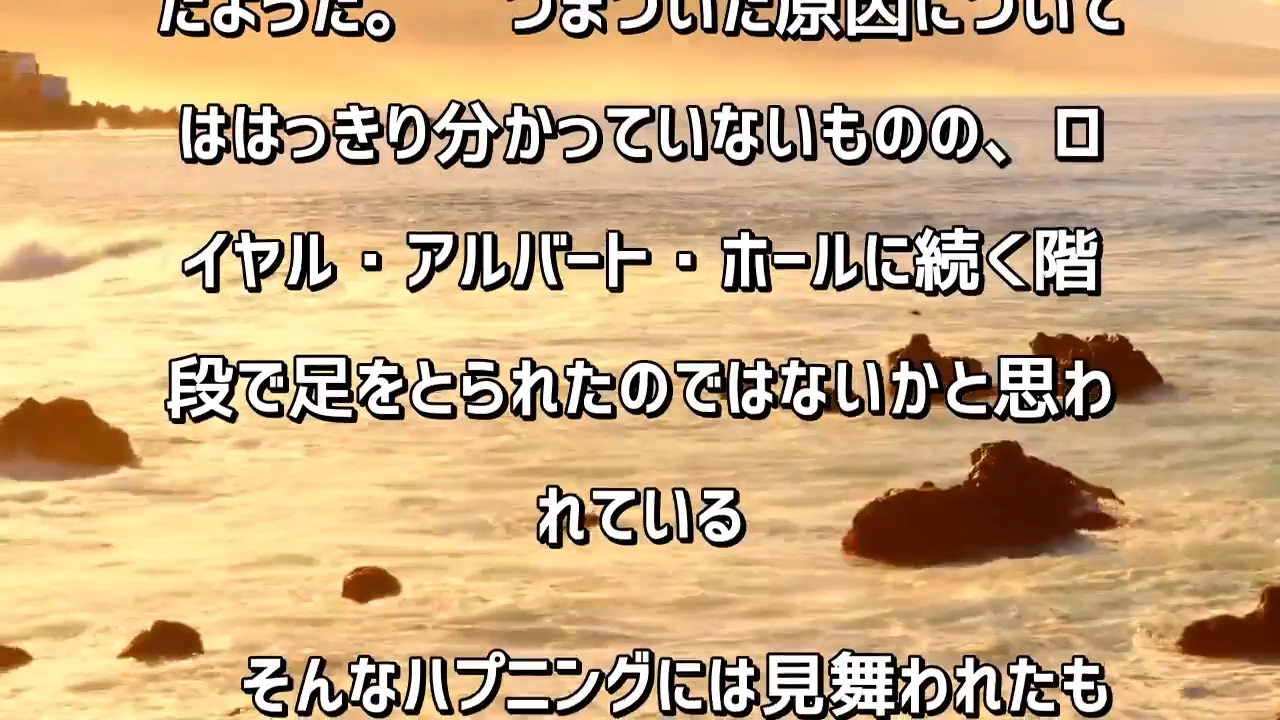 だようだ。　　つまづいた原因について
ははっきり分かっていないものの、ロ
イヤル・アルバート・ホールに続く階
段で足をとられたのではないかと思わ
れている
そんなハプニングには見舞われたも